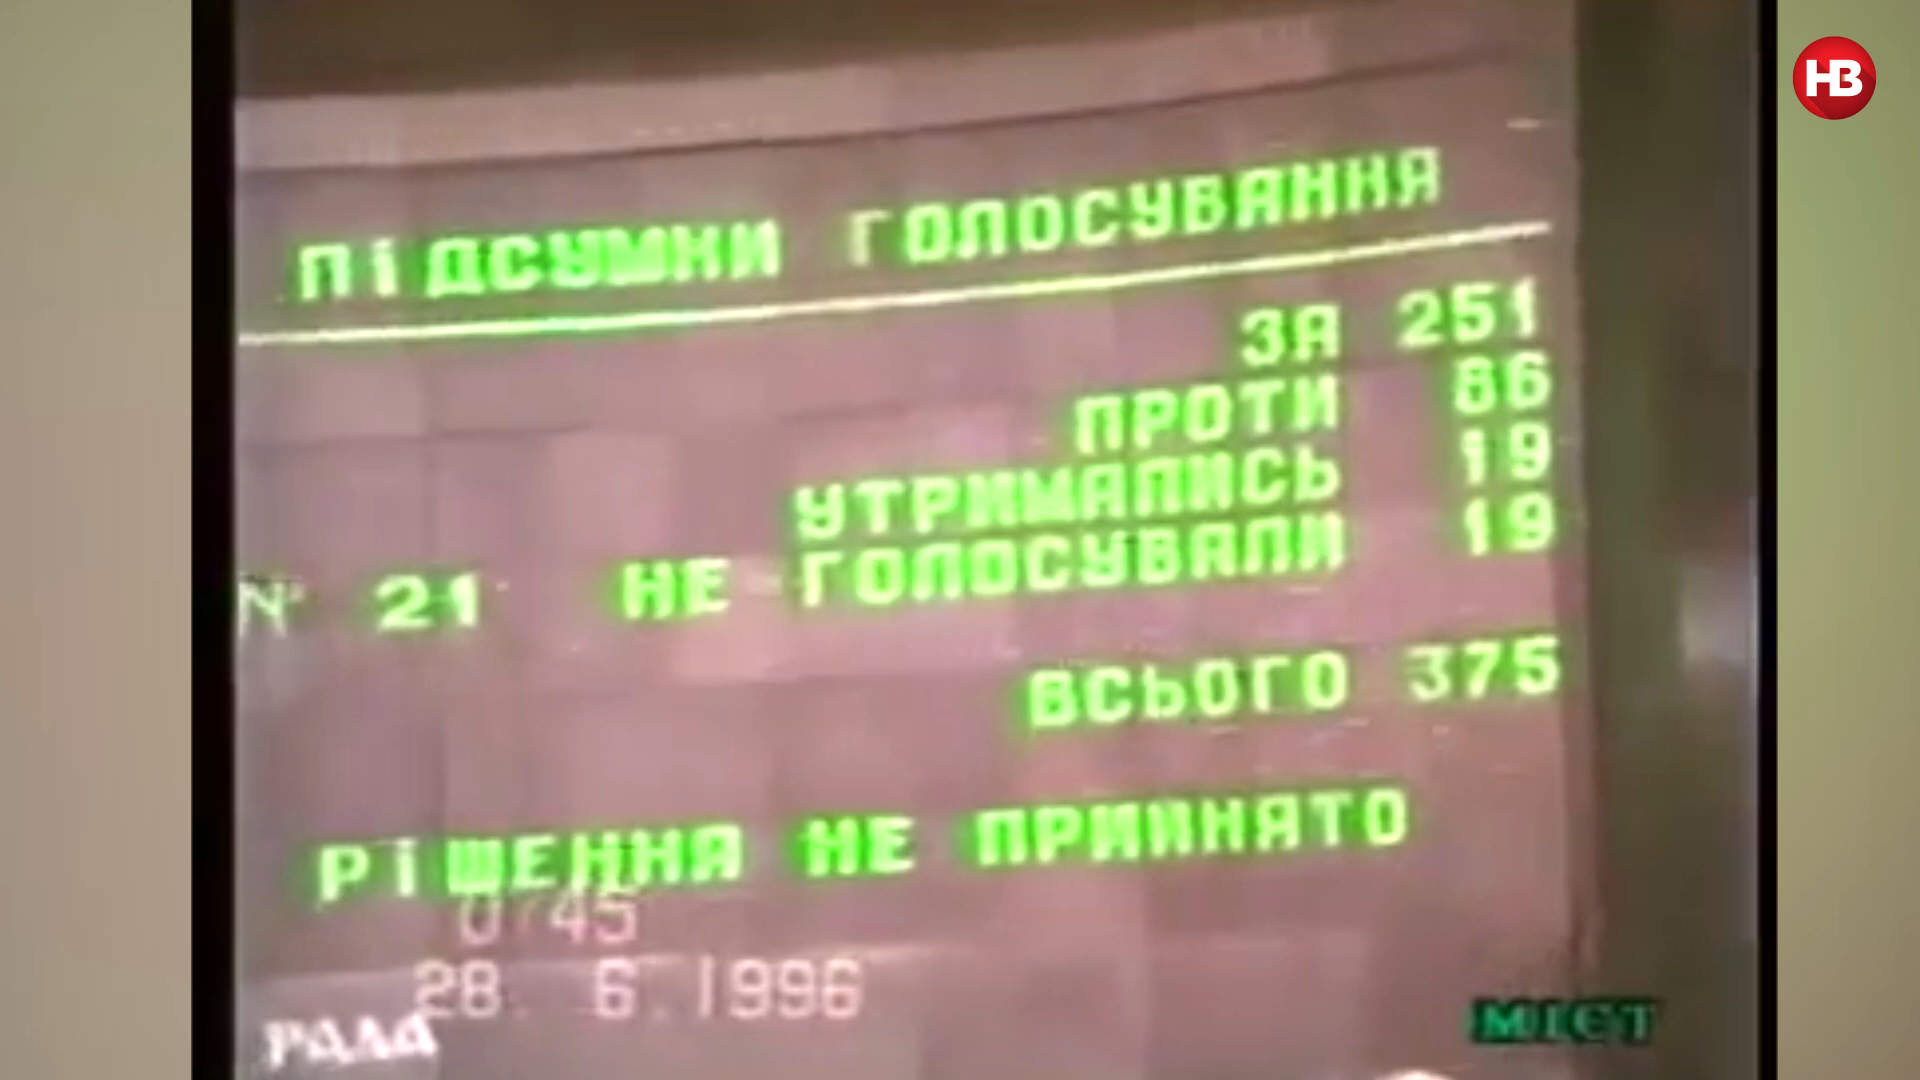 НВ
ПІДСУМКИ ГОЛОСУВАННЯ
ЗА 251
ПРОТИ 86
УТРИМАЛИСЬ 19
№ 21 НЕ ГОЛОСУВАЛИ 19
ВСЬОГО 375
РІШЕННЯ НЕ ПРИЙНЯТО
0:45
28. 6.1996
РАДА
МІСТ